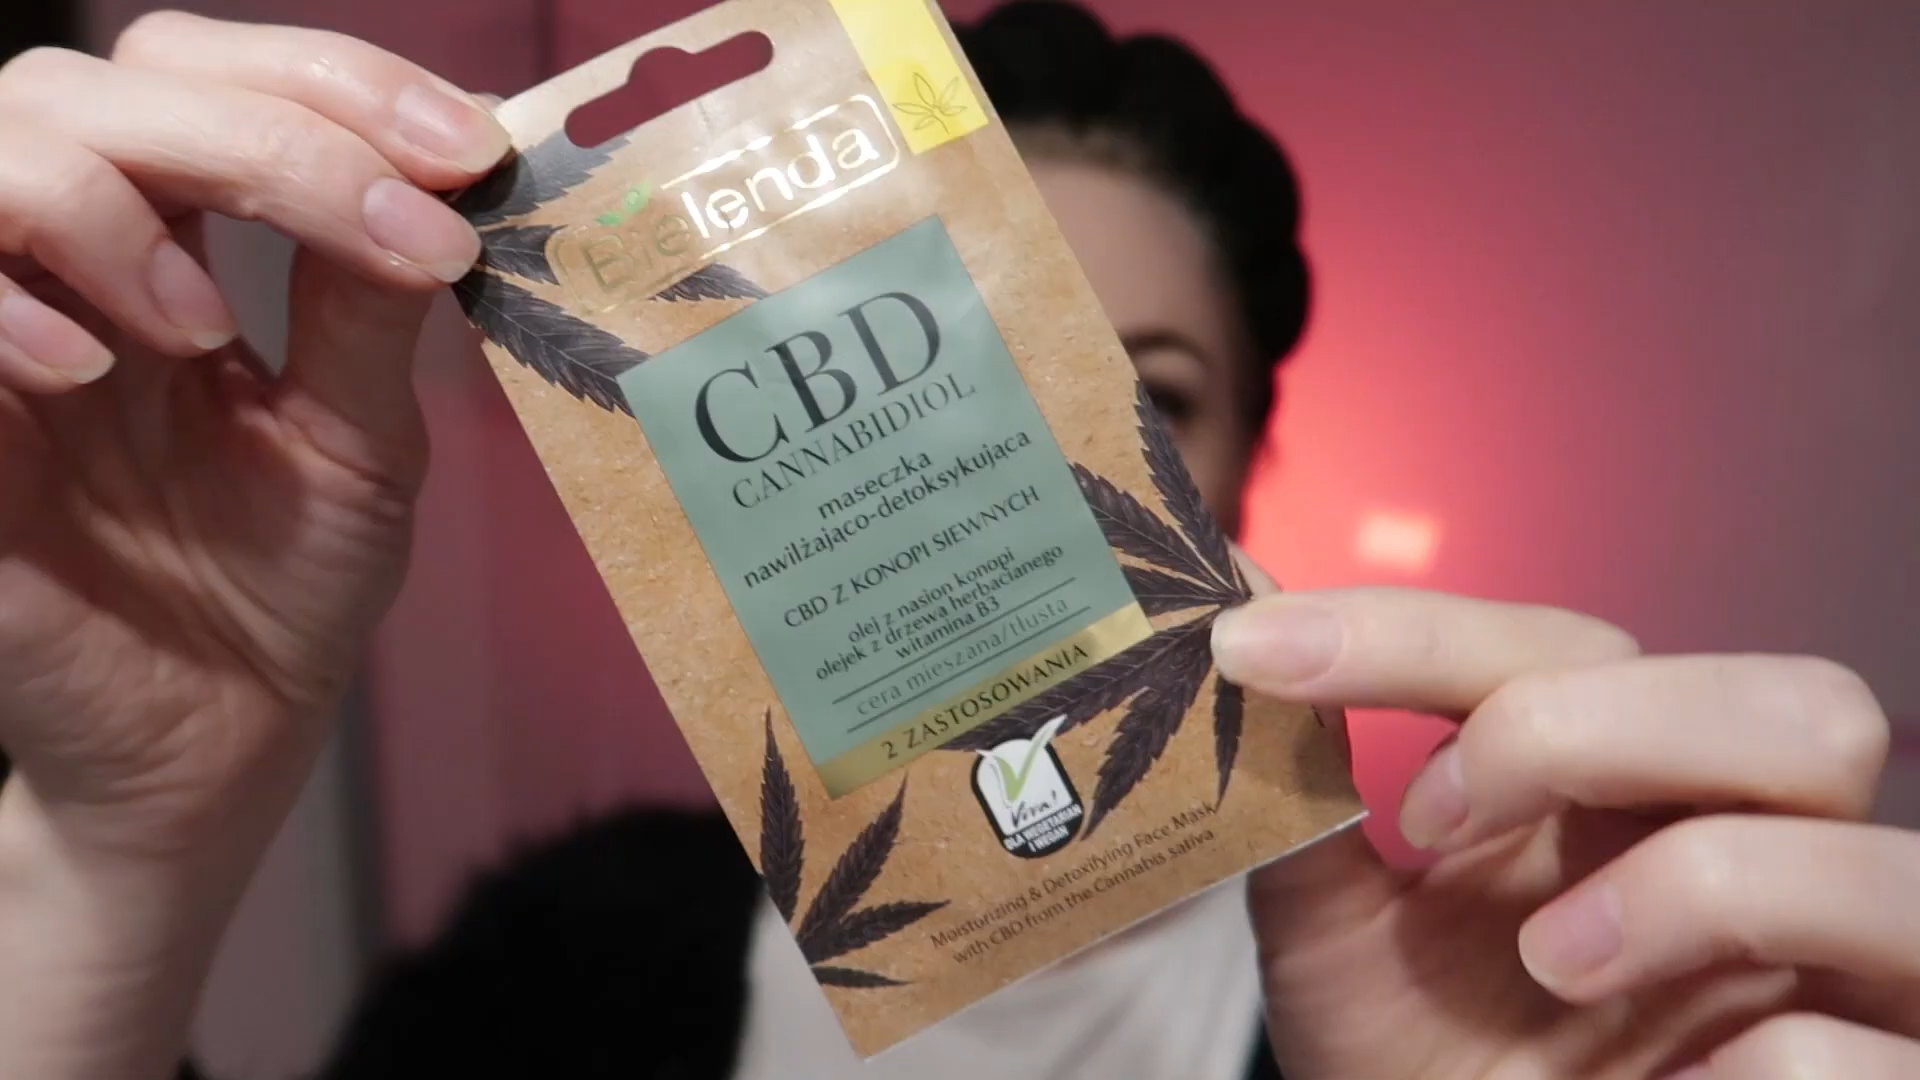 Bielenda
CBD
CANNABIDIOL
maseczka
nawilżająco-detoksykująca
CBD Z KONOPI SIEWNYCH
olej z nasion konopi
olejek z drzewa herbacianego
witamina B3
cera mieszana/tłusta
2 ZASTOSOWANIA
Viva!
DLA WEGETARIAN
I WEGAN
Moisturizing & Detoxifying Face Mask
with CBD from the Cannabis sativa